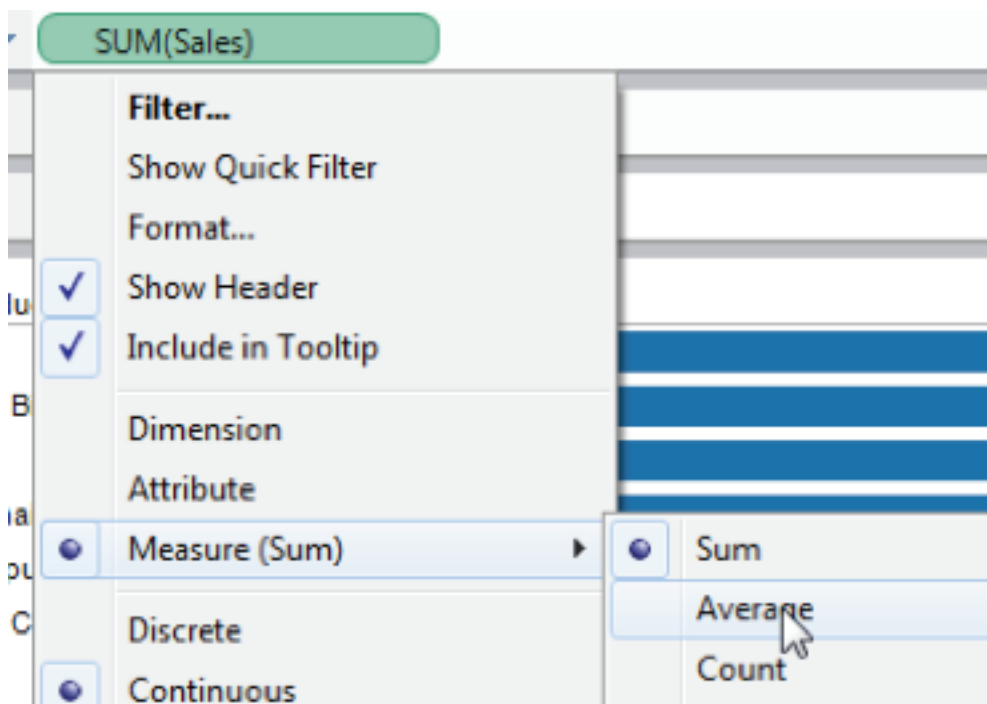 SUM(Sales)
Filter...
Show Quick Filter
Format...
Show Header
Include in Tooltip
B
Dimension
Attribute
Measure (Sum)
Sum
Average
C
Discrete
Count
Continuous